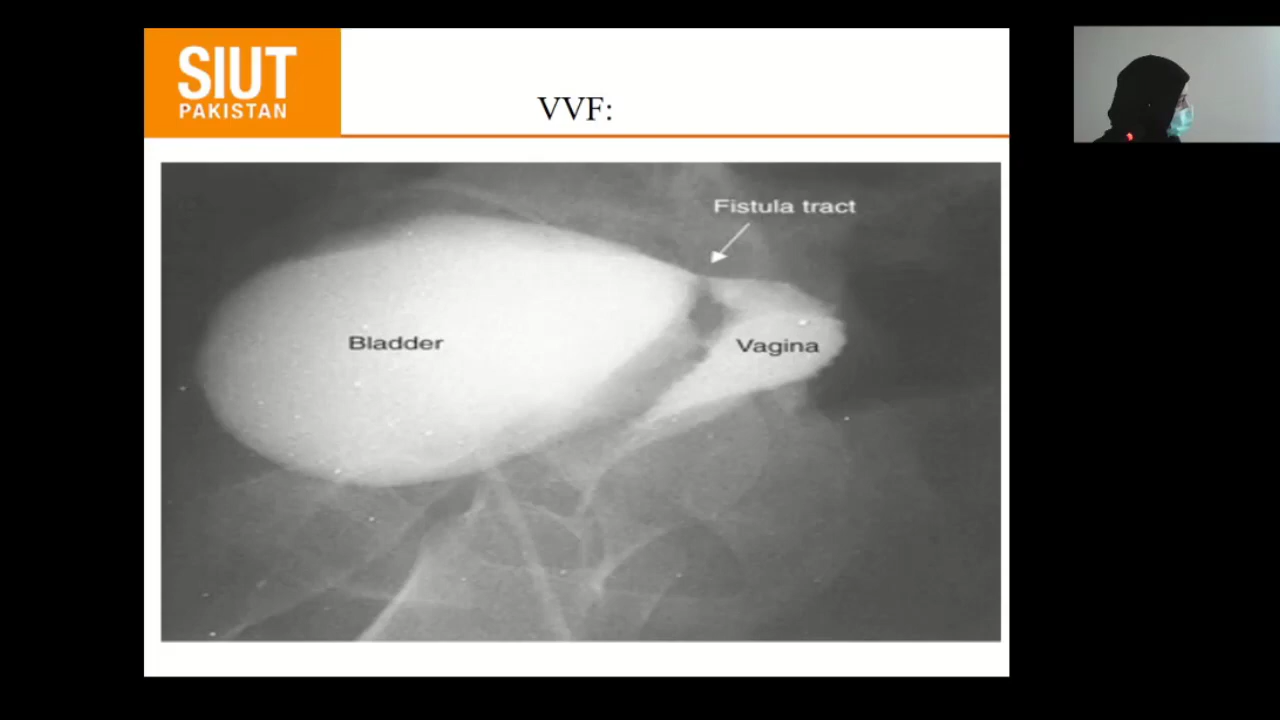 SIUT
PAKISTAN
VVF:
Fistula tract
Bladder
Vagina